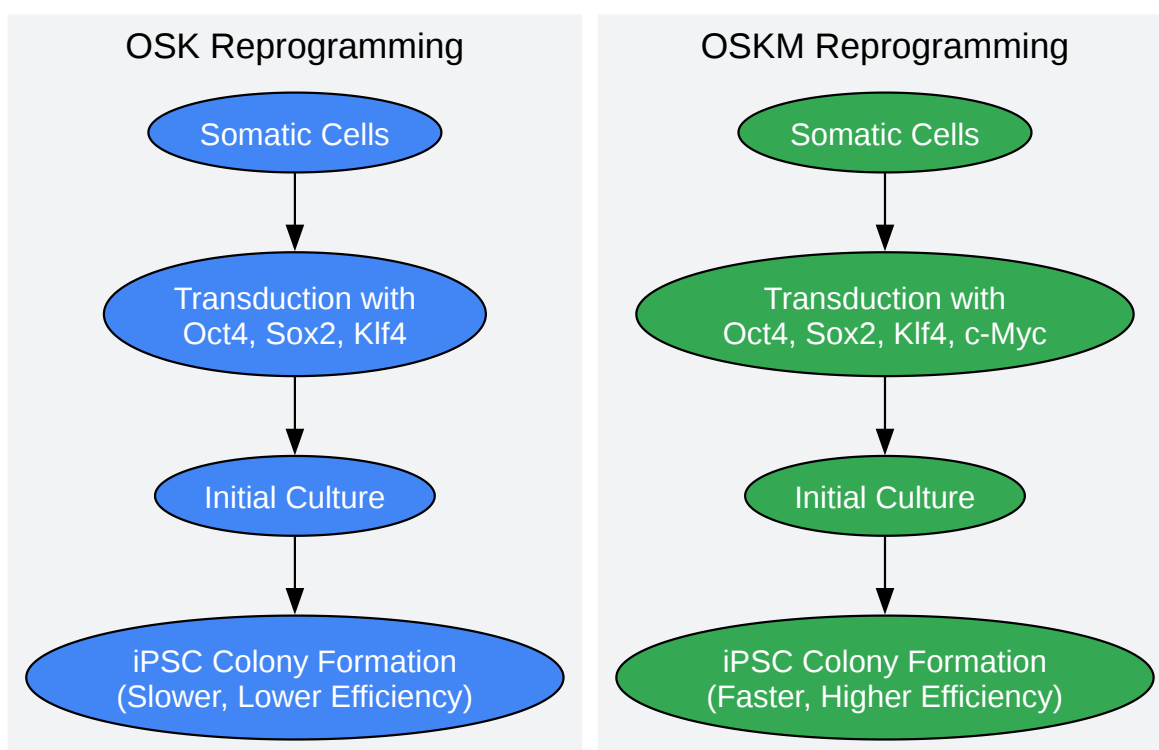 OSK Reprogramming
Somatic Cells
Transduction with
Oct4, Sox2, Klf4
Initial Culture
iPSC Colony Formation
(Slower, Lower Efficiency)
OSKM Reprogramming
Somatic Cells
Transduction with
Oct4, Sox2, Klf4, c-Myc
Initial Culture
iPSC Colony Formation
(Faster, Higher Efficiency)